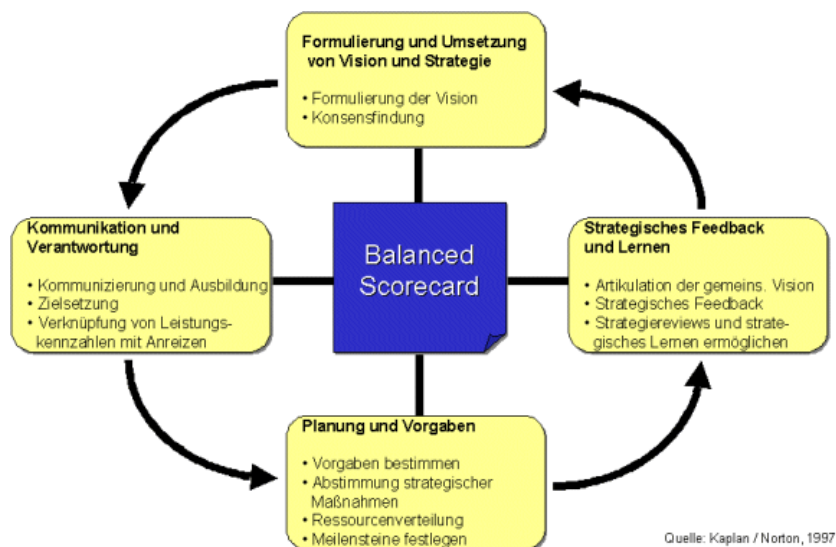 Formulierung und Umsetzung
von Vision und Strategie
• Formulierung der Vision
• Konsensfindung
Kommunikation und
Verantwortung
• Kommunizierung und Ausbildung
• Zielsetzung
• Verknüpfung von Leistungs-
kennzahlen mit Anreizen
Balanced
Scorecard
Strategisches Feedback
und Lernen
• Artikulation der gemeins. Vision
• Strategisches Feedback
• Strategiereviews und strate-
gisches Lernen ermöglichen
Planung und Vorgaben
• Vorgaben bestimmen
• Abstimmung strategischer
Maßnahmen
• Ressourcenverteilung
• Meilensteine festlegen
Quelle: Kaplan / Norton, 1997